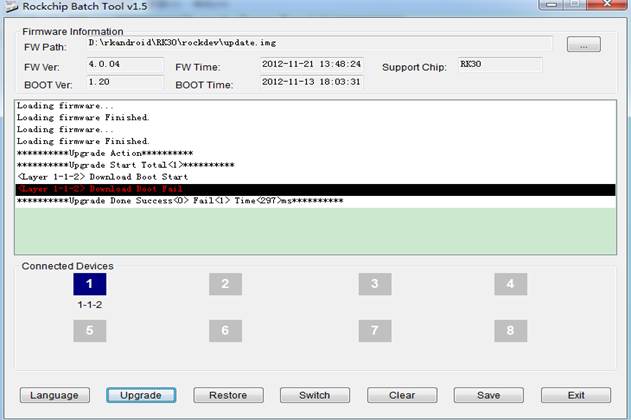 Rockchip Batch Tool v1.5
Firmware Information
FW Path: D:\rkandroid\RK30\rockdev\update.img ...
FW Ver: 4.0.04 FW Time: 2012-11-21 13:48:24 Support Chip: RK30
BOOT Ver: 1.20 BOOT Time: 2012-11-13 18:03:31
Loading firmware...
Loading firmware Finished.
Loading firmware...
Loading firmware Finished.
**********Upgrade Action**********
**********Upgrade Start Total<1>**********
<Layer 1-1-2> Download Boot Start
<Layer 1-1-2> Download Boot Fail
**********Upgrade Done Success<0> Fail<1> Time<297>ms**********
Connected Devices
1 2 3 4
1-1-2
5 6 7 8
Language Upgrade Restore Switch Clear Save Exit